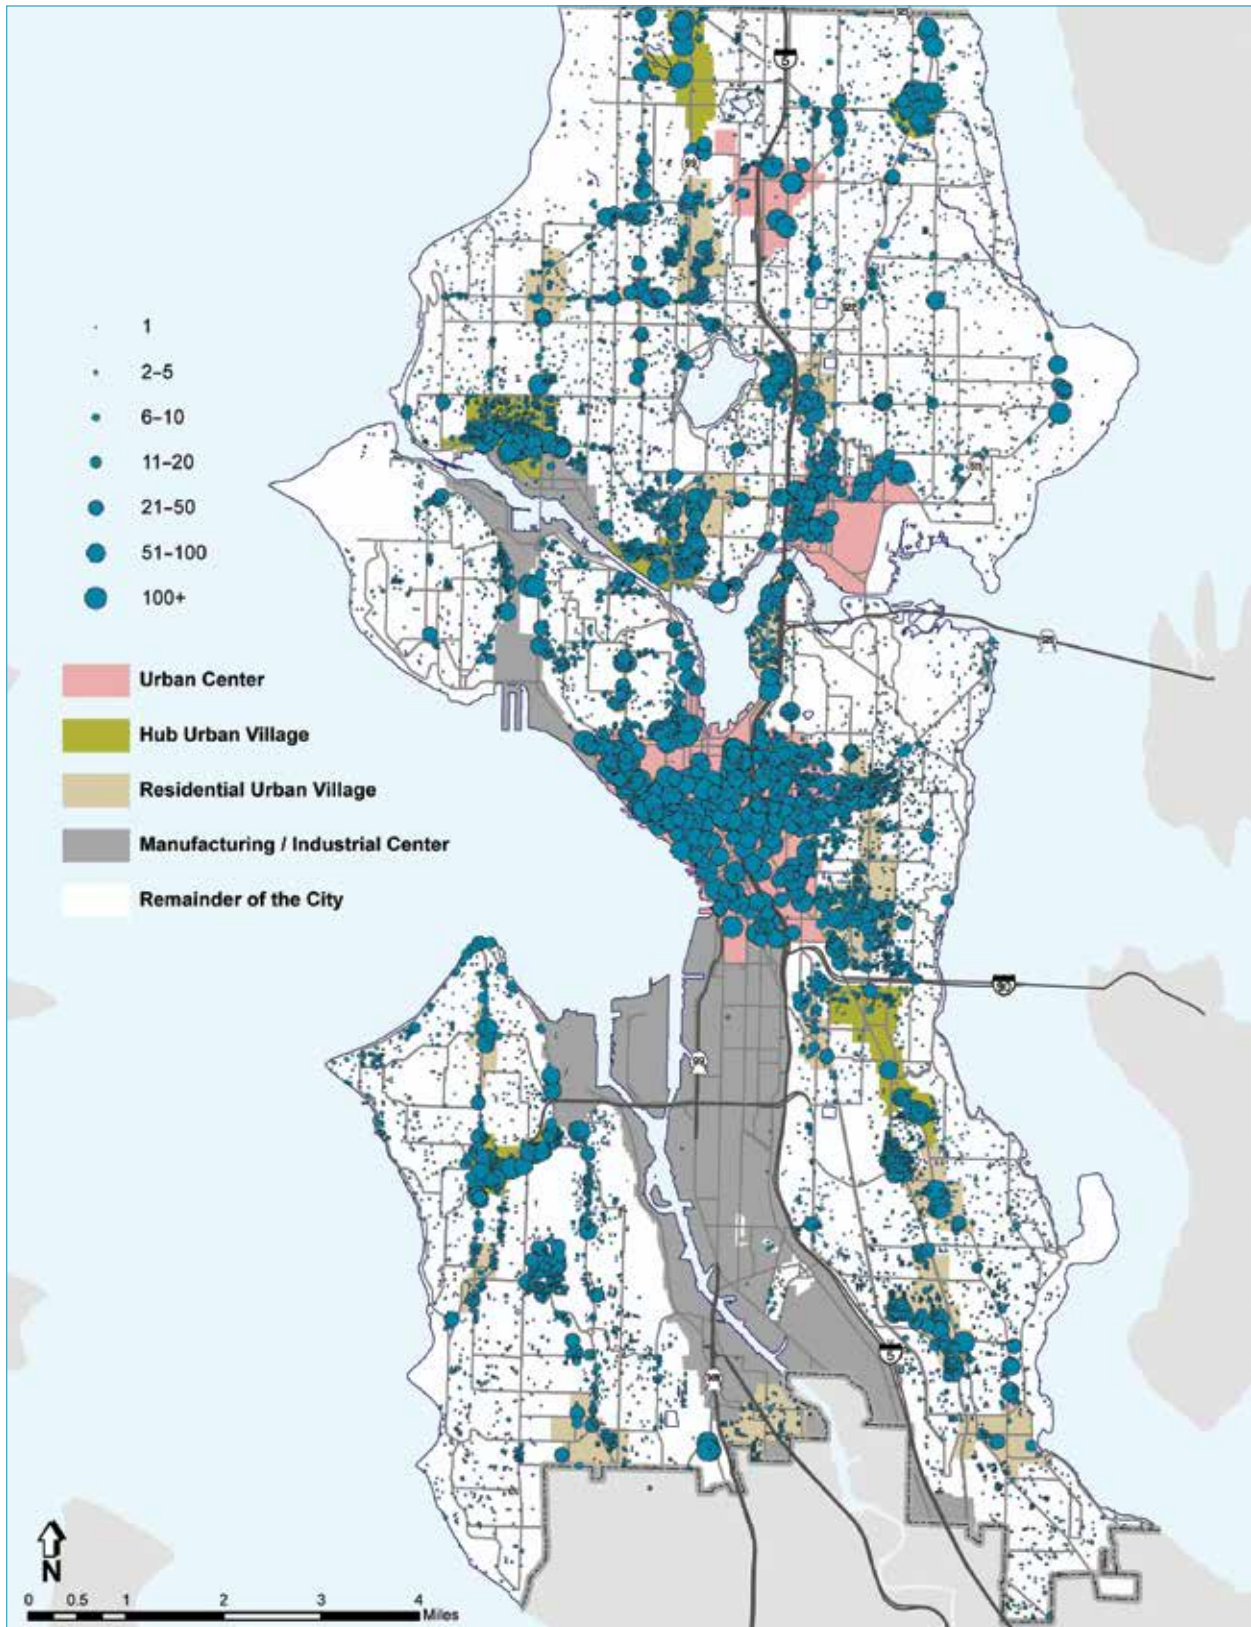 5
99
1
2–5
6–10
11–20
21–50
51–100
100+
Urban Center
Hub Urban Village
Residential Urban Village
Manufacturing / Industrial Center
Remainder of the City
90
99
5
N
0 0.5 1 2 3 4
Miles